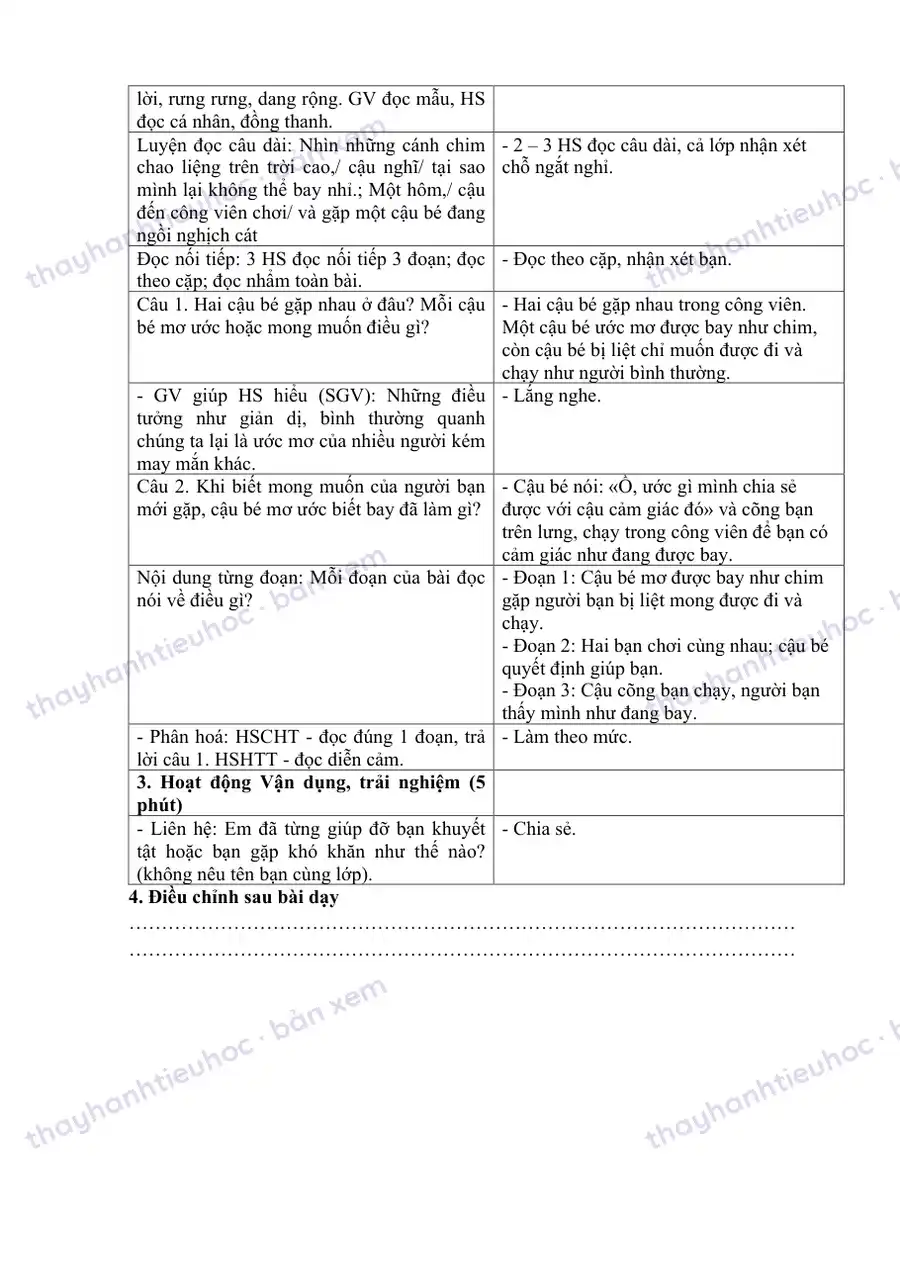 lời, rưng rưng, dang rộng. GV đọc mẫu, HS
đọc cá nhân, đồng thanh.
Luyện đọc câu dài: Nhìn những cánh chim
chao liệng trên trời cao,/ cậu nghĩ/ tại sao
mình lại không thể bay nhỉ.; Một hôm,/ cậu
đến công viên chơi/ và gặp một cậu bé đang
ngồi nghịch cát
- 2 – 3 HS đọc câu dài, cả lớp nhận xét
chỗ ngắt nghỉ.
Đọc nối tiếp: 3 HS đọc nối tiếp 3 đoạn; đọc
theo cặp; đọc nhẩm toàn bài.
- Đọc theo cặp, nhận xét bạn.
Câu 1. Hai cậu bé gặp nhau ở đâu? Mỗi cậu
bé mơ ước hoặc mong muốn điều gì?
- Hai cậu bé gặp nhau trong công viên.
Một cậu bé ước mơ được bay như chim,
còn cậu bé bị liệt chỉ muốn được đi và
chạy như người bình thường.
- GV giúp HS hiểu (SGV): Những điều
tưởng như giản dị, bình thường quanh
chúng ta lại là ước mơ của nhiều người kém
may mắn khác.
- Lắng nghe.
Câu 2. Khi biết mong muốn của người bạn
mới gặp, cậu bé mơ ước biết bay đã làm gì?
- Cậu bé nói: «Ồ, ước gì mình chia sẻ
được với cậu cảm giác đó» và cõng bạn
trên lưng, chạy trong công viên để bạn có
cảm giác như đang được bay.
Nội dung từng đoạn: Mỗi đoạn của bài đọc
nói về điều gì?
- Đoạn 1: Cậu bé mơ được bay như chim
gặp người bạn bị liệt mong được đi và
chạy.
- Đoạn 2: Hai bạn chơi cùng nhau; cậu bé
quyết định giúp bạn.
- Đoạn 3: Cậu cõng bạn chạy, người bạn
thấy mình như đang bay.
- Phân hoá: HSCHT - đọc đúng 1 đoạn, trả
lời câu 1. HSHTT - đọc diễn cảm.
- Làm theo mức.
3. Hoạt động Vận dụng, trải nghiệm (5
phút)
- Liên hệ: Em đã từng giúp đỡ bạn khuyết
tật hoặc bạn gặp khó khăn như thế nào?
(không nêu tên bạn cùng lớp).
- Chia sẻ.
4. Điều chỉnh sau bài dạy
……………………………………………………………………………………
……………………………………………………………………………………
thayhanhtieuhoc · bản xem
thayhanhtieuhoc · b
thayhanhtieuhoc · bản xem
thayhanhtieuhoc · b
thayhanhtieuhoc · bản xem
thayhanhtieuhoc · b